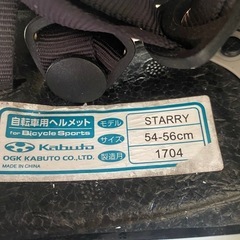 自転車用ヘルメット
for Bicycle Sports
Kabuto
OGK KABUTO CO.,LTD.
MADE IN CHINA
モデル STARRY
サイズ 54-56cm
製造月 1704